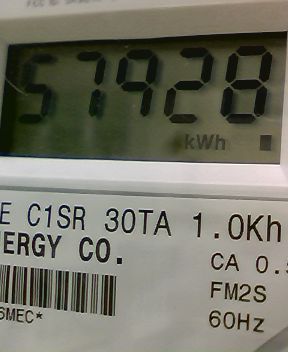 57928
kWh
E C1SR 30TA 1.0Kh
ERGY CO.
CA 0.5
FM2S
6MEC*
60Hz